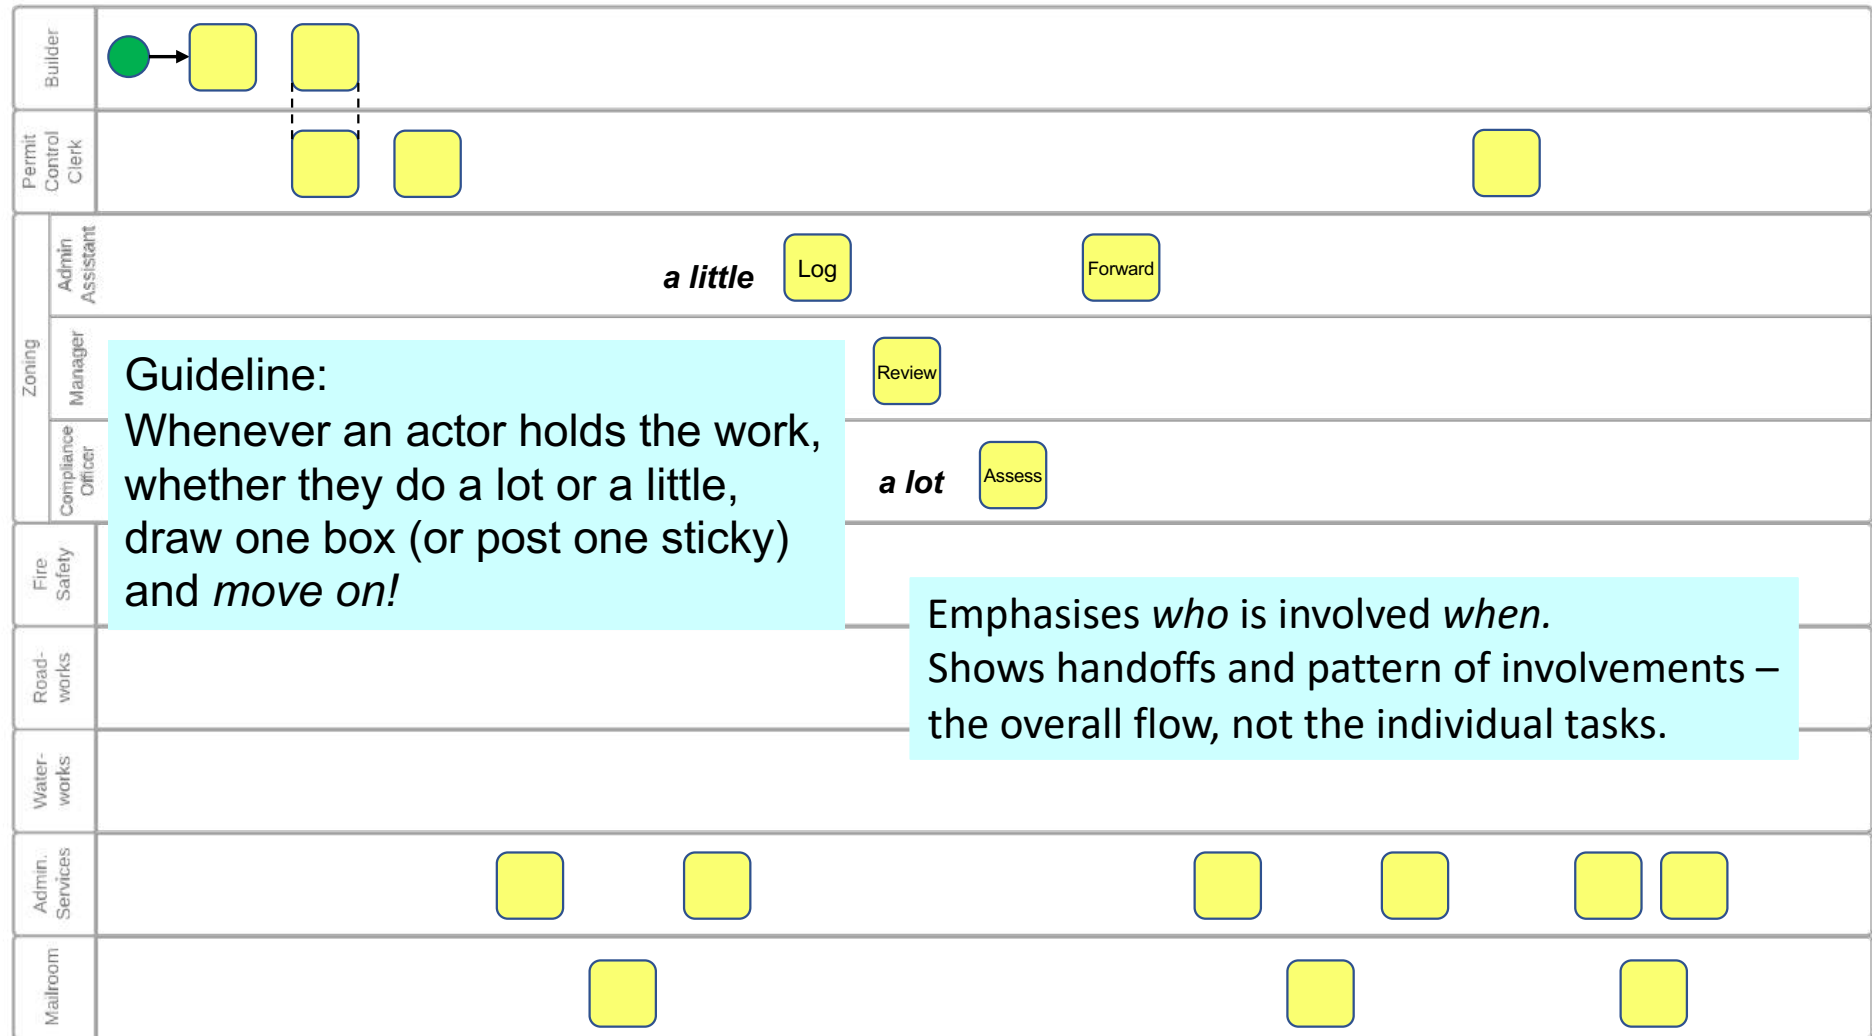 Builder
Permit
Control
Clerk
Zoning
Admin
Assistant
a little
Log
Forward
Manager
Review
Compliance
Officer
a lot
Assess
Guideline:
Whenever an actor holds the work,
whether they do a lot or a little,
draw one box (or post one sticky)
and move on!
Fire
Safety
Emphasises who is involved when.
Shows handoffs and pattern of involvements –
the overall flow, not the individual tasks.
Road-
works
Water-
works
Admin.
Services
Mailroom